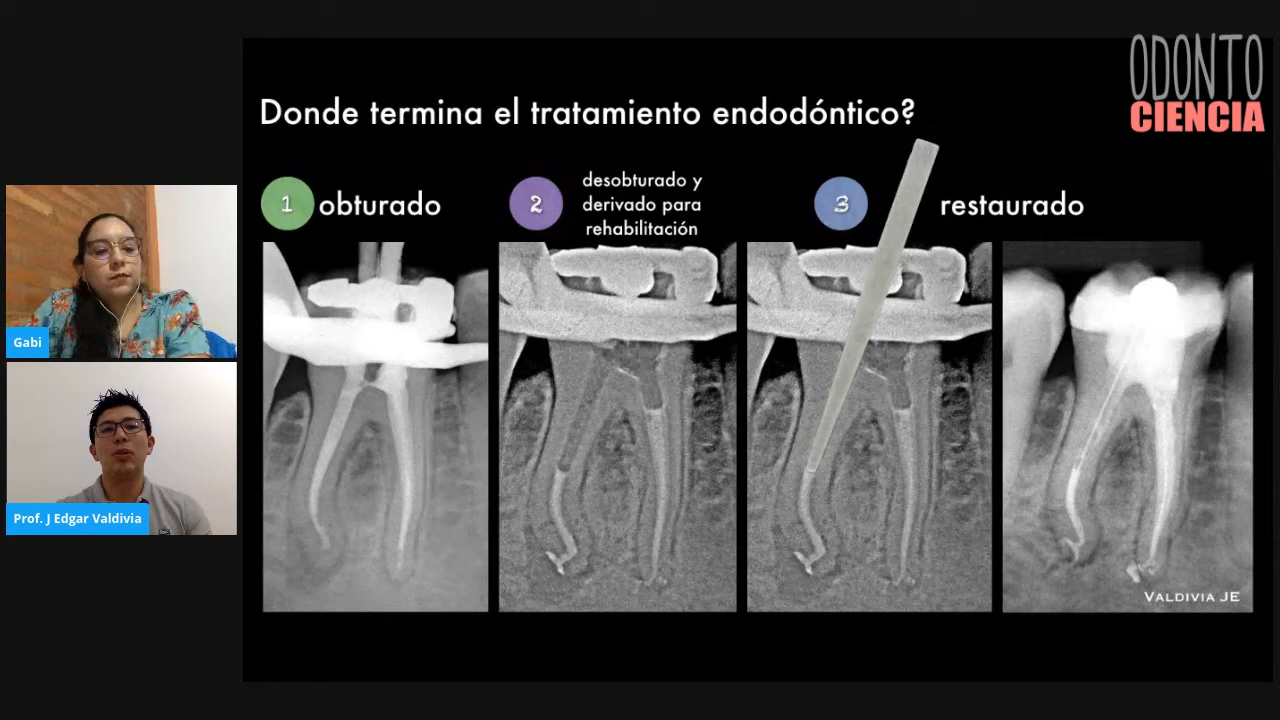 ODONTO
CIENCIA
Donde termina el tratamiento endodóntico?
1 obturado
2 desobturado y
derivado para
rehabilitación
3 restaurado
Gabi
Prof. J Edgar Valdivia
VALDIVIA JE